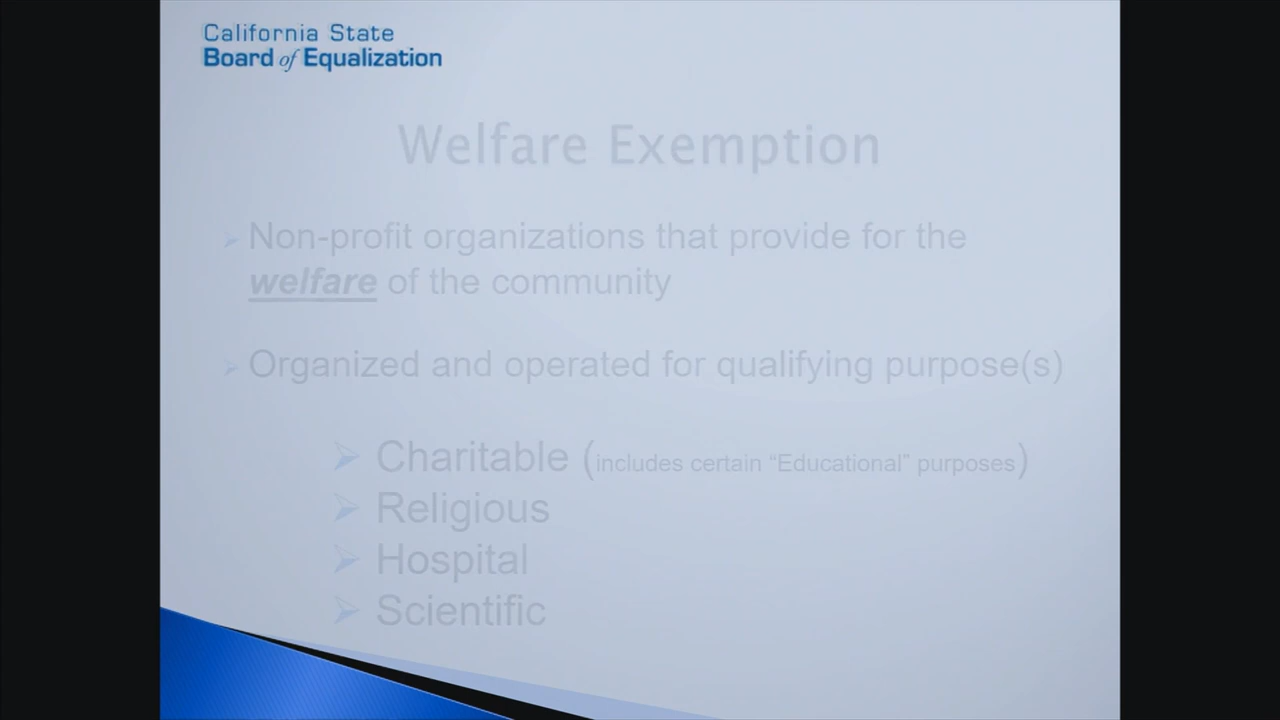 California State
Board of Equalization
Welfare Exemption
Non-profit organizations that provide for the
welfare of the community
Organized and operated for qualifying purpose(s)
Charitable (includes certain “Educational” purposes)
Religious
Hospital
Scientific